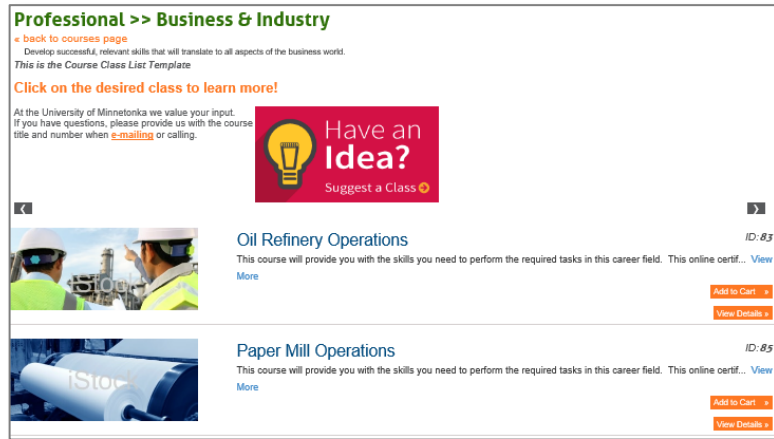 Professional >> Business & Industry
« back to courses page
Develop successful, relevant skills that will translate to all aspects of the business world.
This is the Course Class List Template
Click on the desired class to learn more!
At the University of Minnetonka we value your input.
If you have questions, please provide us with the course
title and number when e-mailing or calling.
Have an
Idea?
Suggest a Class
Oil Refinery Operations
ID:83
This course will provide you with the skills you need to perform the required tasks in this career field. This online certif... View
More
iStock
Add to Cart »
View Details »
Paper Mill Operations
ID:85
This course will provide you with the skills you need to perform the required tasks in this career field. This online certif... View
More
iStock
Add to Cart »
View Details »